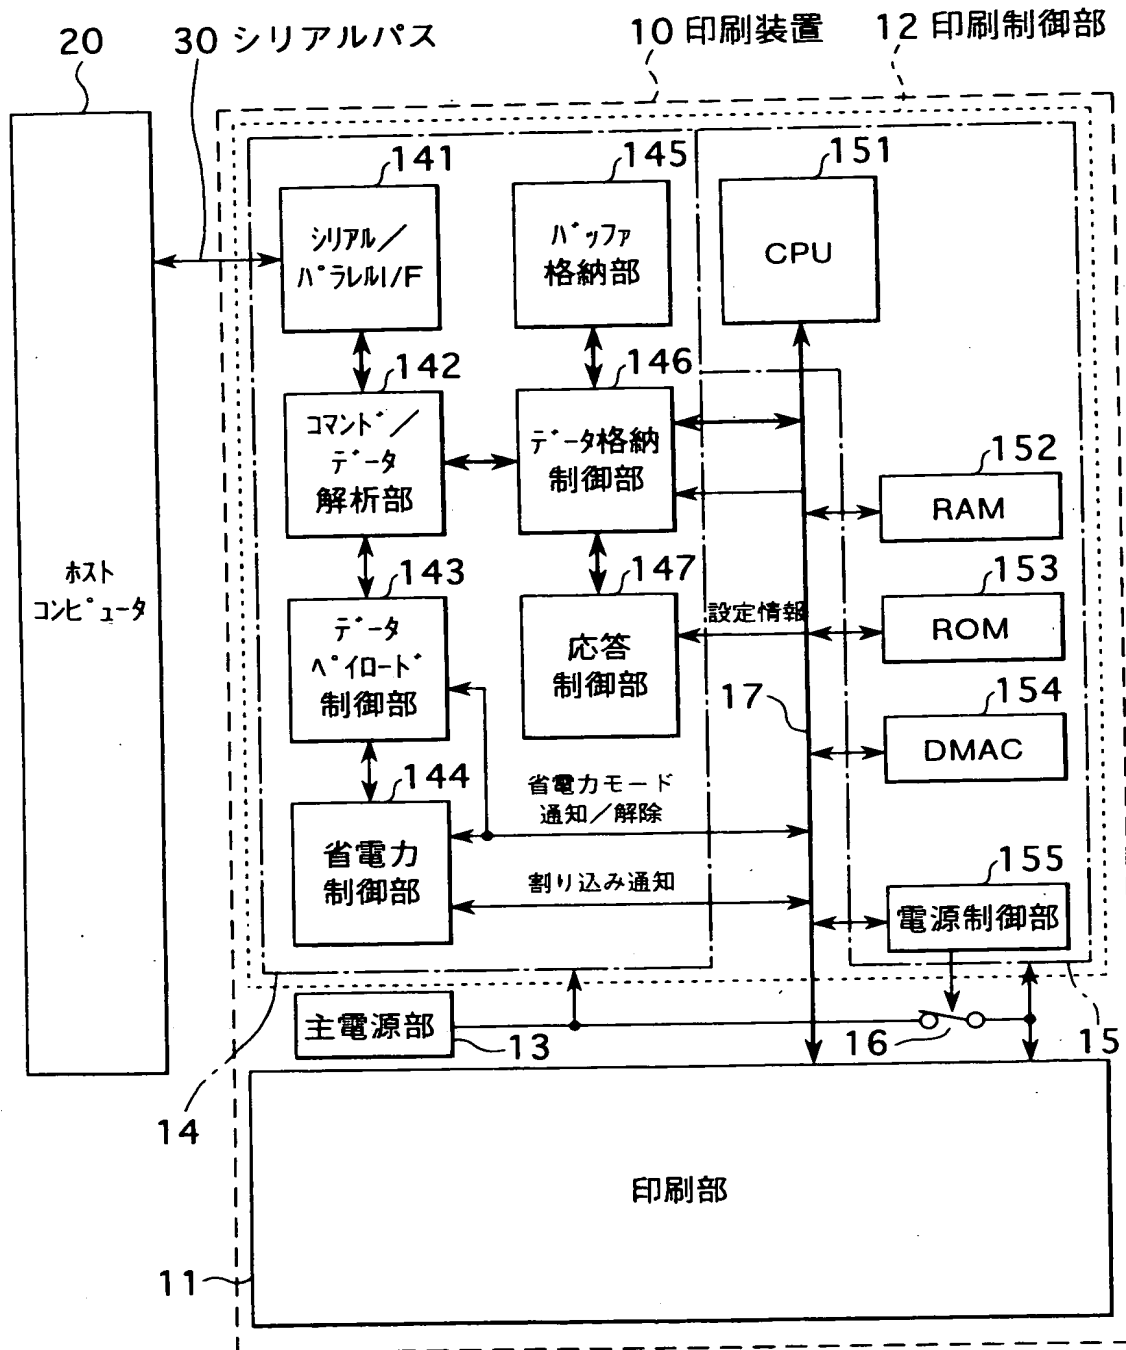 20
30 シリアルパス
10 印刷装置
12 印刷制御部
141
145
151
シリアル/
パラレルI/F
バッファ
格納部
CPU
142
146
コマンド/
データ
解析部
データ格納
制御部
152
RAM
ホスト
コンピュータ
143
147
153
データ
ペイロード
制御部
応答
制御部
設定情報
ROM
17
154
DMAC
144
省電力モード
通知/解除
省電力
制御部
割り込み通知
155
電源制御部
主電源部
13
16
15
14
印刷部
11